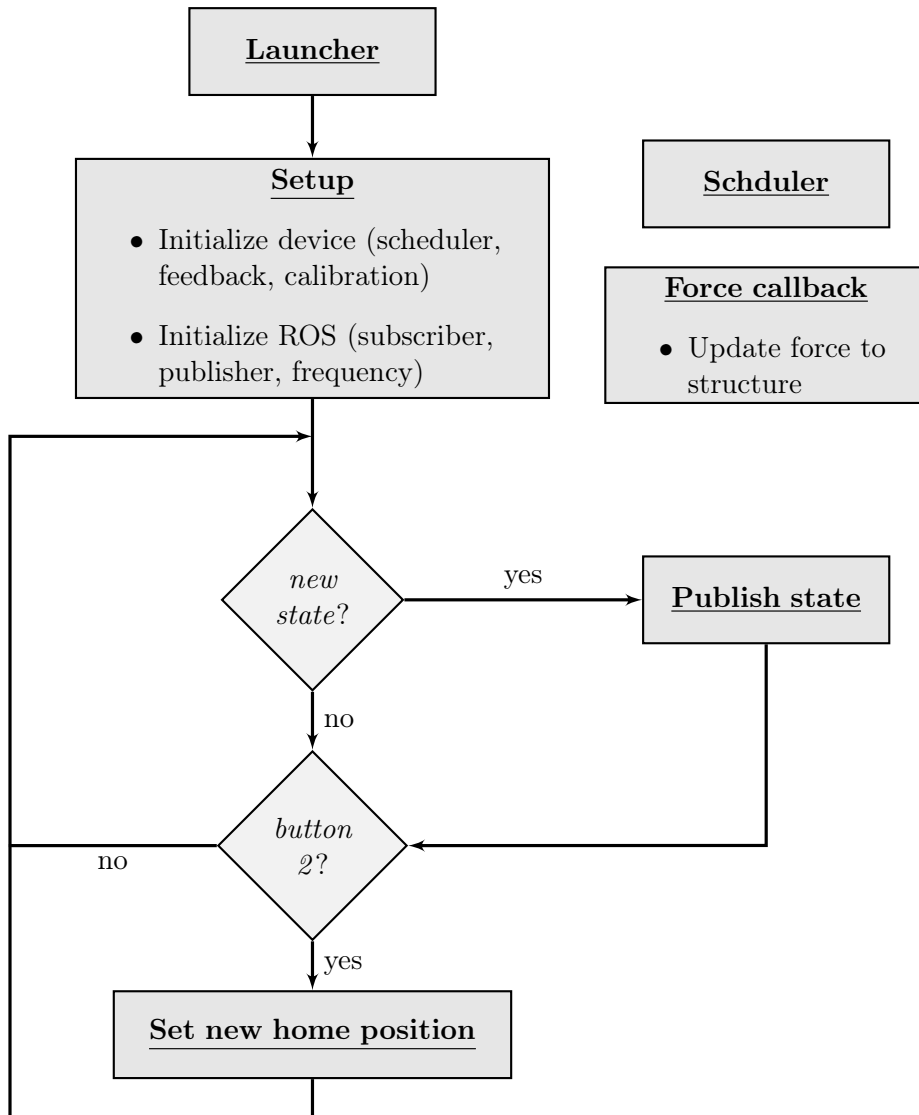 Launcher
Setup
• Initialize device (scheduler,
feedback, calibration)
• Initialize ROS (subscriber,
publisher, frequency)
Schduler
Force callback
• Update force to
structure
new
state?
yes
Publish state
no
button
2?
no
yes
Set new home position